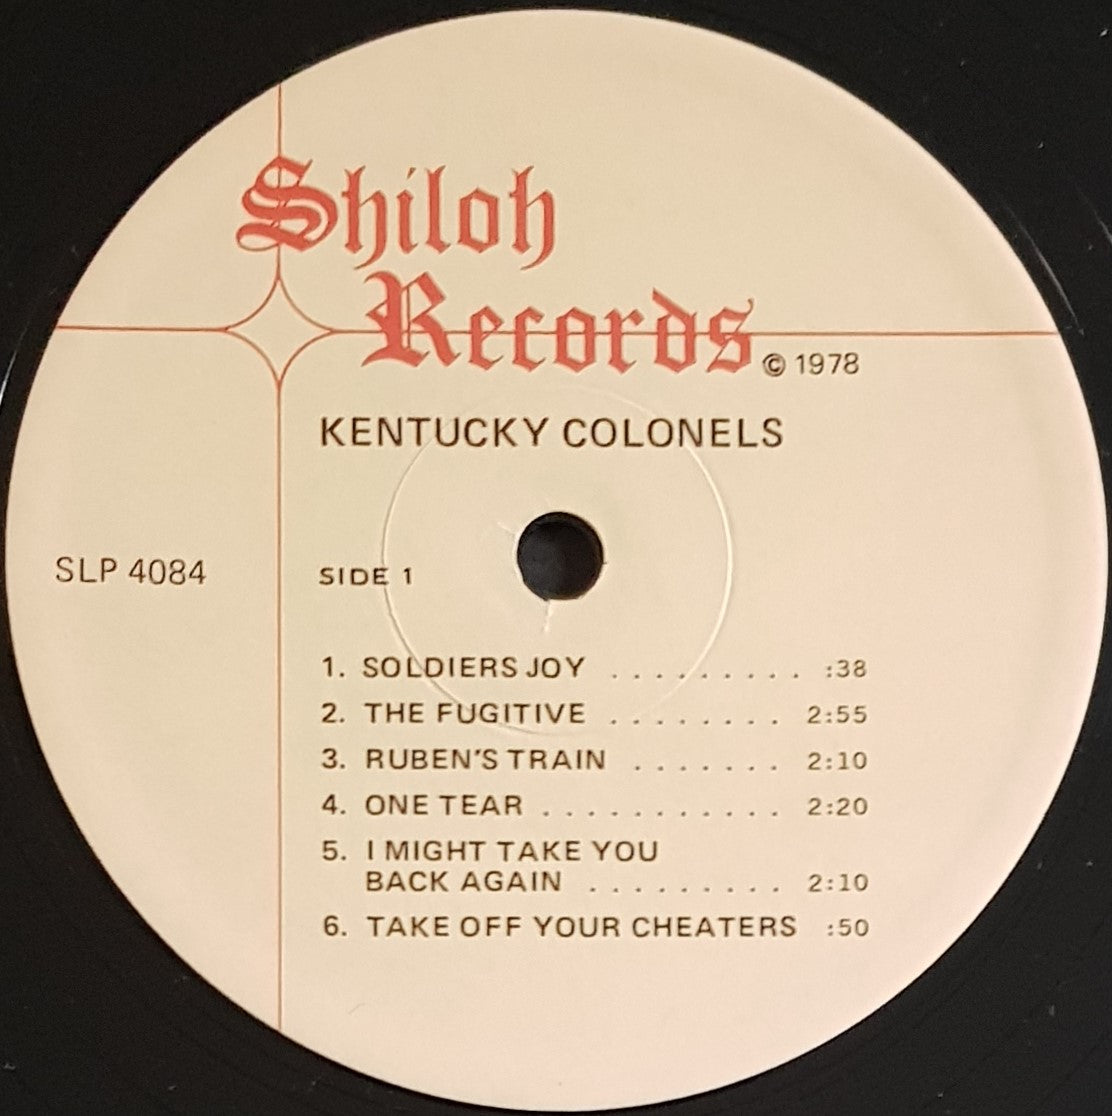 Shiloh
Records
© 1978
KENTUCKY COLONELS
SLP 4084
SIDE 1
1. SOLDIERS JOY . . . . . . . . . :38
2. THE FUGITIVE . . . . . . . . 2:55
3. RUBEN'S TRAIN . . . . . . . 2:10
4. ONE TEAR . . . . . . . . . . . 2:20
5. I MIGHT TAKE YOU
BACK AGAIN . . . . . . . . . 2:10
6. TAKE OFF YOUR CHEATERS :50